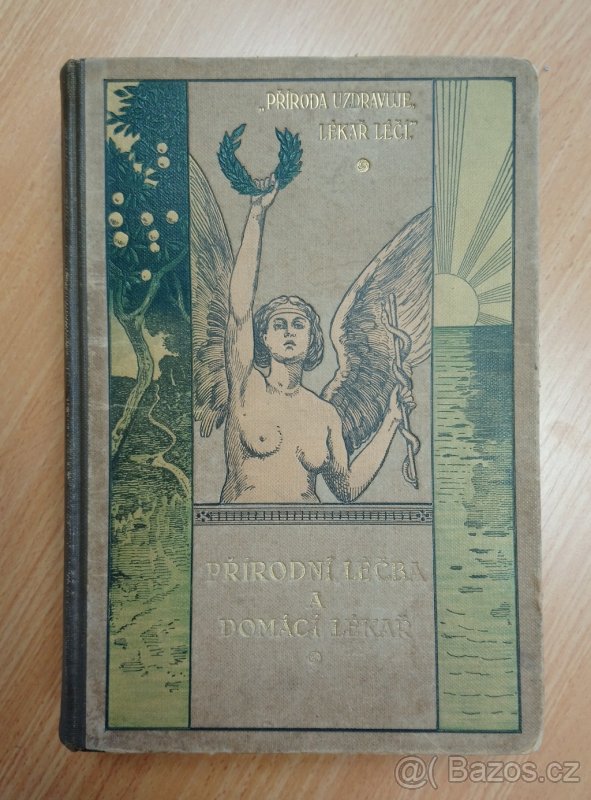 „PŘÍRODA UZDRAVUJE,
LÉKAŘ LÉČÍ."
PŘÍRODNÍ LÉČBA
A
DOMÁCÍ LÉKAŘ
Bazos.cz